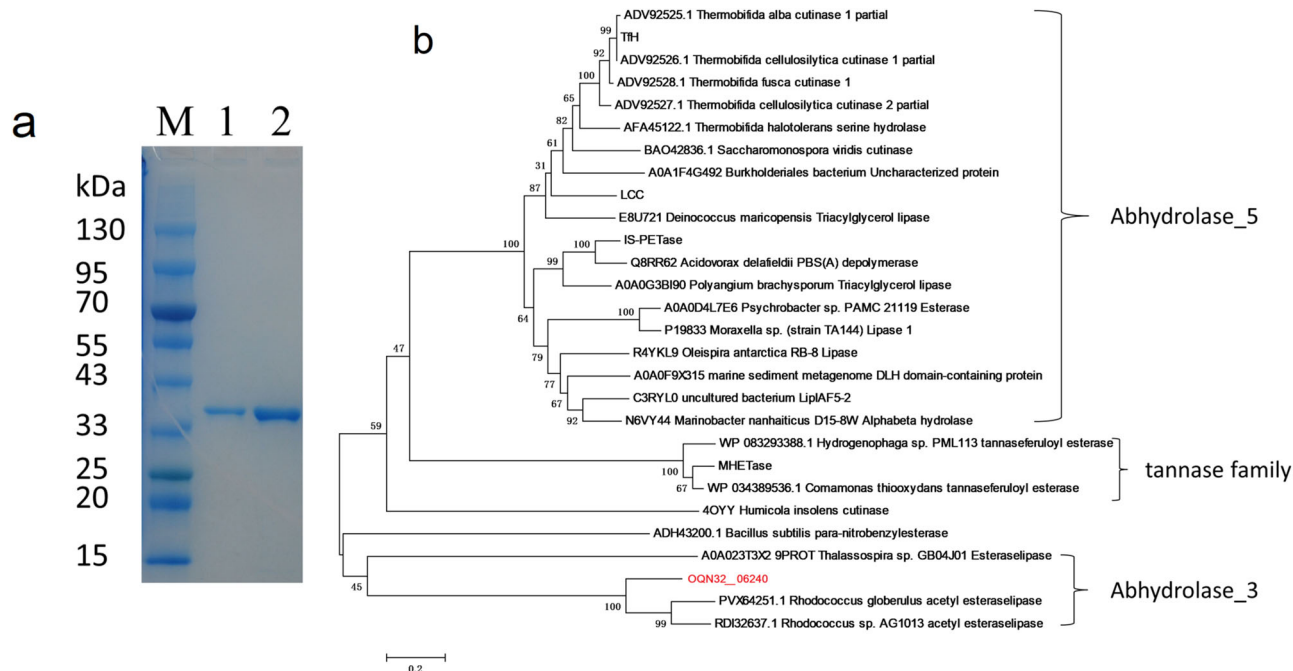 a
M 1 2
kDa
130
95
70
55
43
33
25
20
15
b
ADV92525.1 Thermobifida alba cutinase 1 partial
99
TfH
92
ADV92526.1 Thermobifida cellulosilytica cutinase 1 partial
100
ADV92528.1 Thermobifida fusca cutinase 1
65
ADV92527.1 Thermobifida cellulosilytica cutinase 2 partial
82
AFA45122.1 Thermobifida halotolerans serine hydrolase
61
BAO42836.1 Saccharomonospora viridis cutinase
31
A0A1F4G492 Burkholderiales bacterium Uncharacterized protein
87
LCC
E8U721 Deinococcus maricopensis Triacylglycerol lipase
100
IS-PETase
100
Q8RR62 Acidovorax delafieldii PBS(A) depolymerase
99
A0A0G3BI90 Polyangium brachysporum Triacylglycerol lipase
64
A0A0D4L7E6 Psychrobacter sp. PAMC 21119 Esterase
100
P19833 Moraxella sp. (strain TA144) Lipase 1
79
R4YKL9 Oleispira antarctica RB-8 Lipase
77
A0A0F9X315 marine sediment metagenome DLH domain-containing protein
67
C3RYL0 uncultured bacterium LipIAF5-2
92
N6VY44 Marinobacter nanhaiticus D15-8W Alphabeta hydrolase
Abhydrolase_5
47
WP 083293388.1 Hydrogenophaga sp. PML113 tannaseferuloyl esterase
100
MHETase
67
WP 034389536.1 Comamonas thiooxydans tannaseferuloyl esterase
tannase family
59
4OYY Humicola insolens cutinase
ADH43200.1 Bacillus subtilis para-nitrobenzylesterase
A0A023T3X2 9PROT Thalassospira sp. GB04J01 Esteraselipase
45
OQN32_06240
100
PVX64251.1 Rhodococcus globerulus acetyl esteraselipase
99
RDI32637.1 Rhodococcus sp. AG1013 acetyl esteraselipase
Abhydrolase_3
0.2